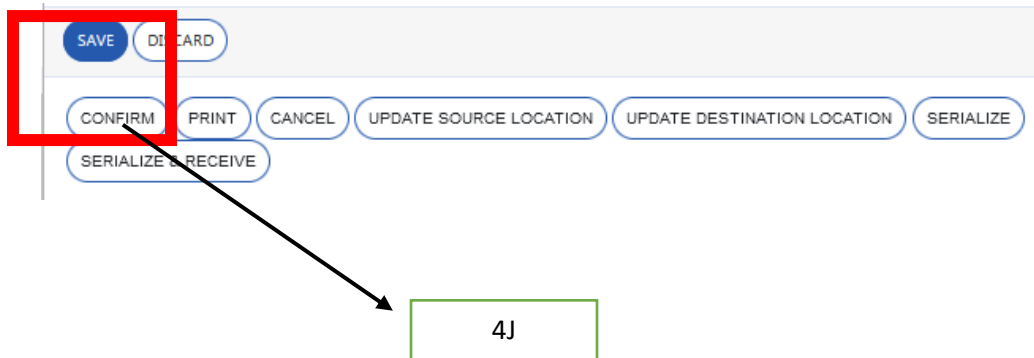 SAVE DISCARD
CONFIRM PRINT CANCEL UPDATE SOURCE LOCATION UPDATE DESTINATION LOCATION SERIALIZE
SERIALIZE & RECEIVE
4J